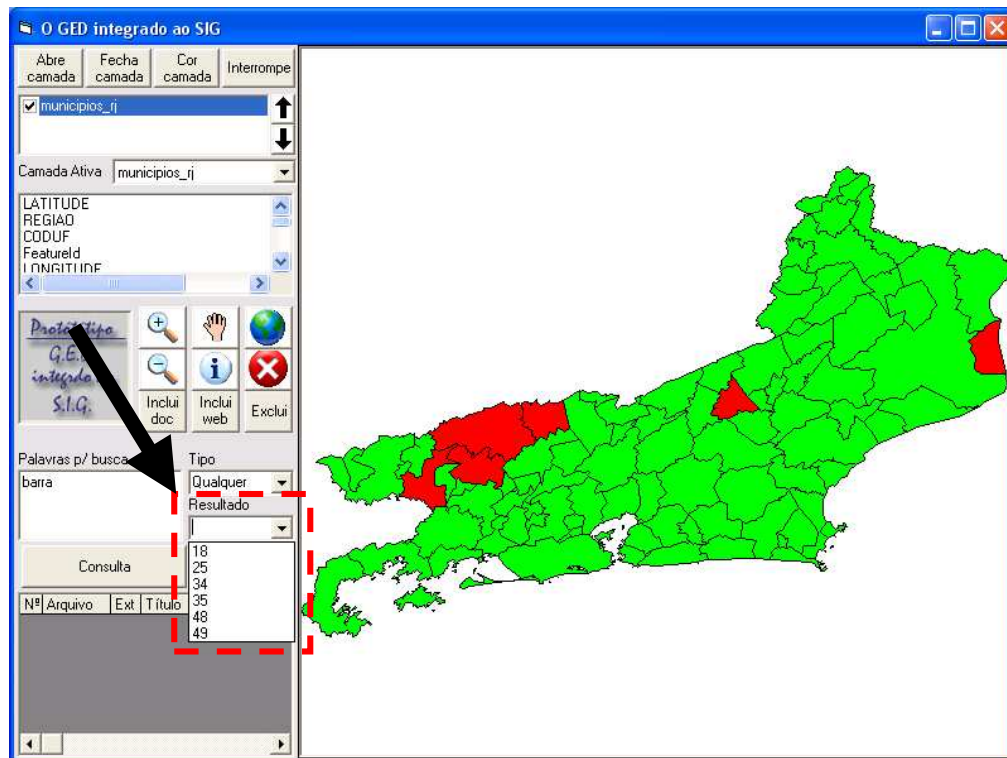 O GED integrado ao SIG
Abre camada
Fecha camada
Cor camada
Interrompe
municipios_rj
Camada Ativa
municipios_rj
LATITUDE
REGIAO
CODUF
FeatureId
LONGITUDE
G.E.
S.I.G.
Inclui doc
Inclui web
Exclui
Palavras p/ busca
Tipo
barra
Qualquer
Resultado
18
25
34
35
48
49
Consulta
Nº Arquivo Ext Título